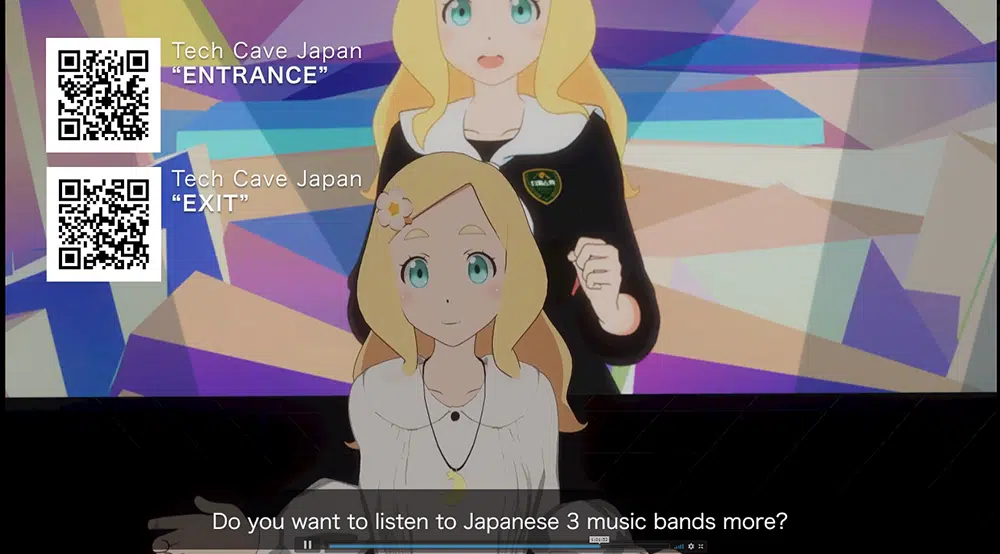 Tech Cave Japan
“ENTRANCE”
Tech Cave Japan
“EXIT”
Do you want to listen to Japanese 3 music bands more?